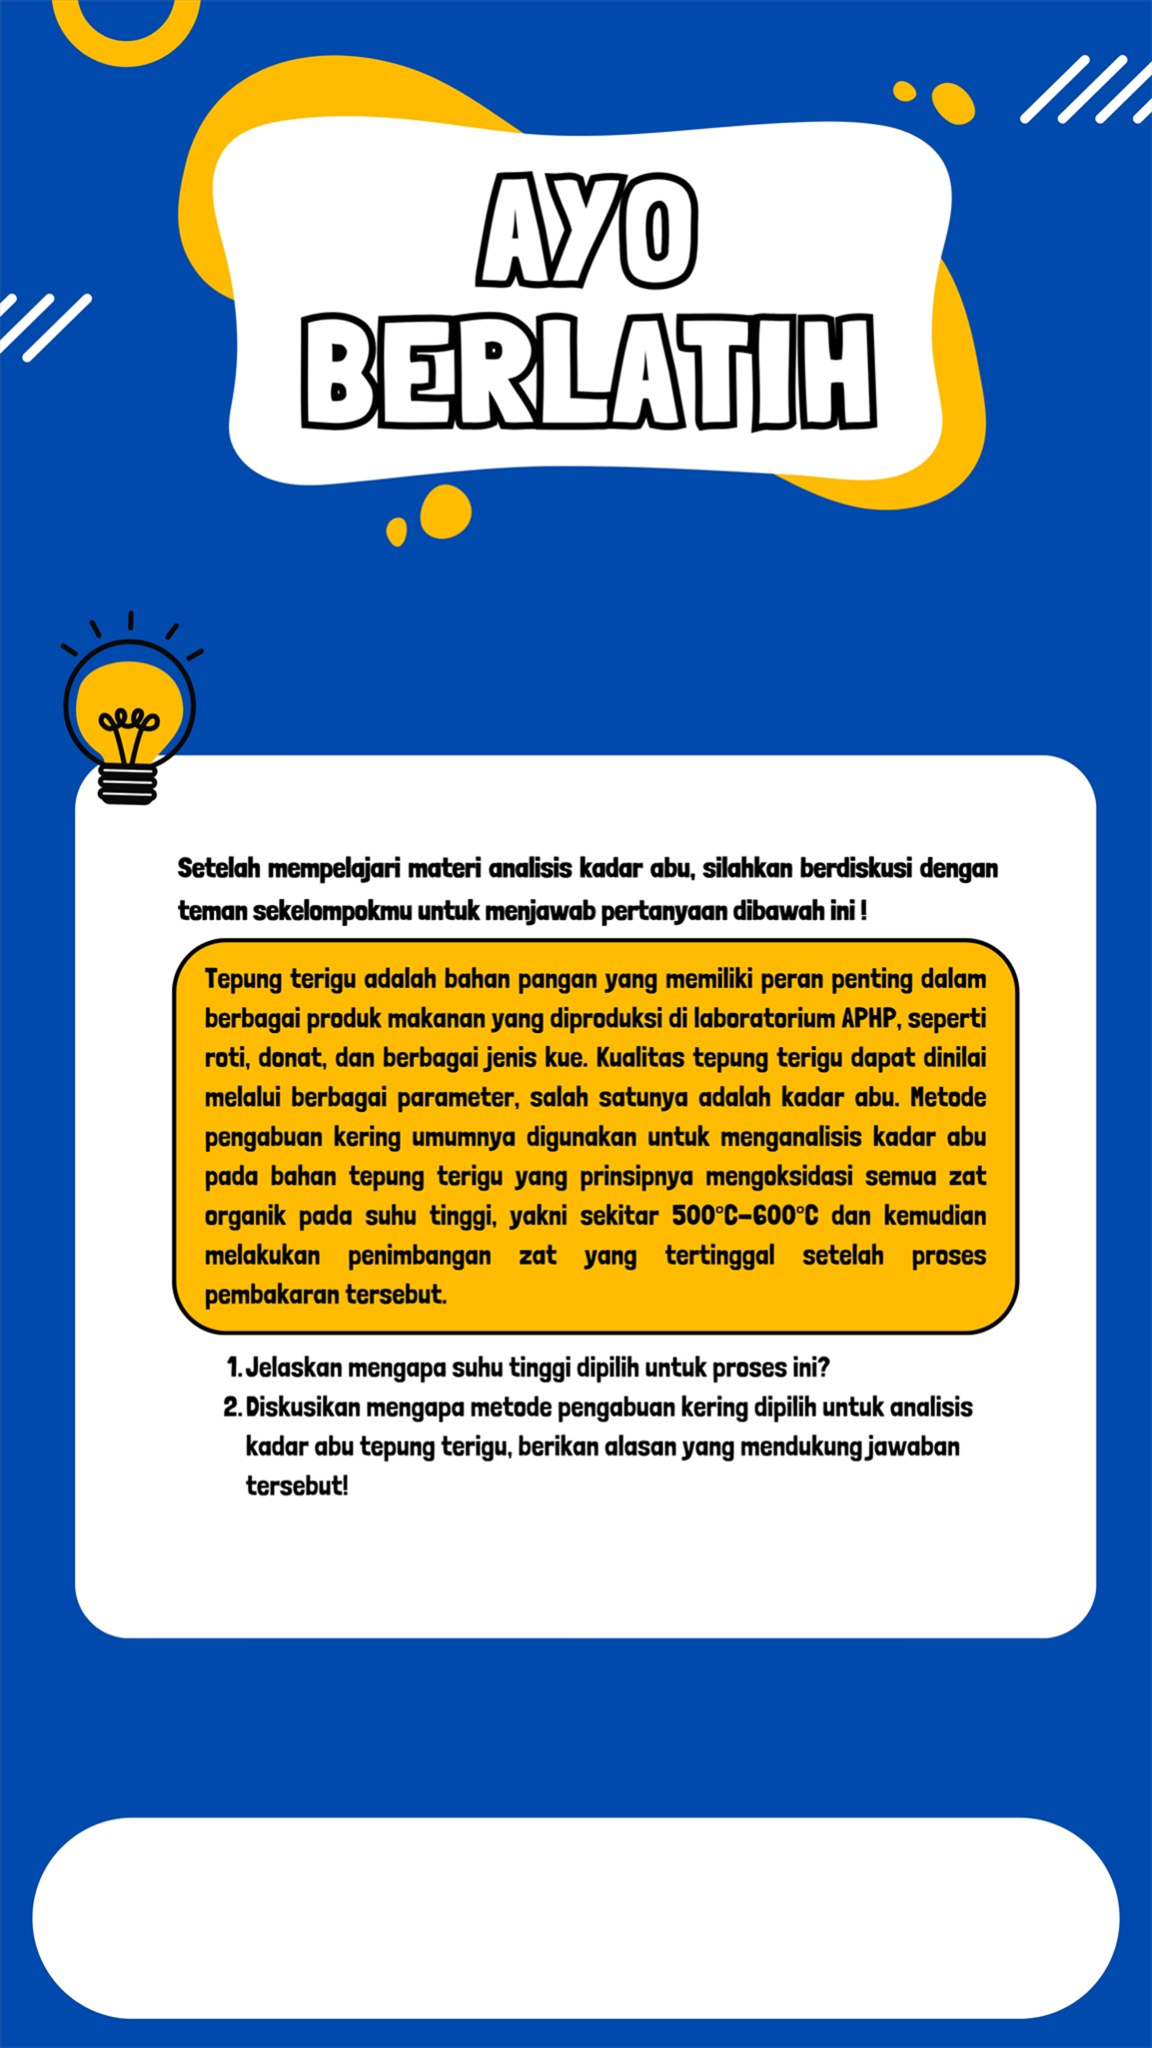 AYO
BERLATIH
Setelah mempelajari materi analisis kadar abu, silahkan berdiskusi dengan
teman sekelompokmu untuk menjawab pertanyaan dibawah ini !
Tepung terigu adalah bahan pangan yang memiliki peran penting dalam
berbagai produk makanan yang diproduksi di laboratorium APHP, seperti
roti, donat, dan berbagai jenis kue. Kualitas tepung terigu dapat dinilai
melalui berbagai parameter, salah satunya adalah kadar abu. Metode
pengabuan kering umumnya digunakan untuk menganalisis kadar abu
pada bahan tepung terigu yang prinsipnya mengoksidasi semua zat
organik pada suhu tinggi, yakni sekitar 500°C–600°C dan kemudian
melakukan penimbangan zat yang tertinggal setelah proses
pembakaran tersebut.
1. Jelaskan mengapa suhu tinggi dipilih untuk proses ini?
2. Diskusikan mengapa metode pengabuan kering dipilih untuk analisis
kadar abu tepung terigu, berikan alasan yang mendukung jawaban
tersebut!